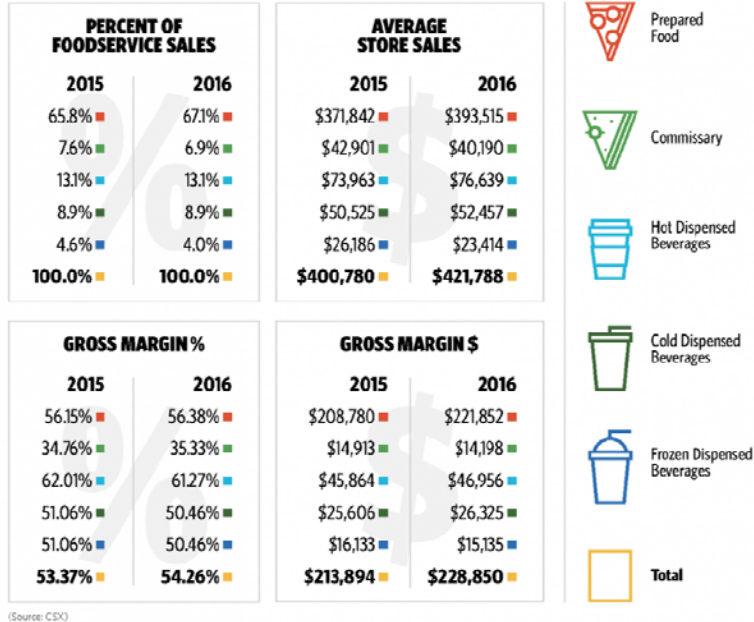 PERCENT OF
FOODSERVICE SALES
2015 2016
65.8% 67.1%
7.6% 6.9%
13.1% 13.1%
8.9% 8.9%
4.6% 4.0%
100.0% 100.0%
AVERAGE
STORE SALES
2015 2016
$371,842 $393,515
$42,901 $40,190
$73,963 $76,639
$50,525 $52,457
$26,186 $23,414
$400,780 $421,788
GROSS MARGIN %
2015 2016
56.15% 56.38%
34.76% 35.33%
62.01% 61.27%
51.06% 50.46%
51.06% 50.46%
53.37% 54.26%
GROSS MARGIN $
2015 2016
$208,780 $221,852
$14,913 $14,198
$45,864 $46,956
$25,606 $26,325
$16,133 $15,135
$213,894 $228,850
Prepared
Food
Commissary
Hot Dispensed
Beverages
Cold Dispensed
Beverages
Frozen Dispensed
Beverages
Total
(Source: CSX)